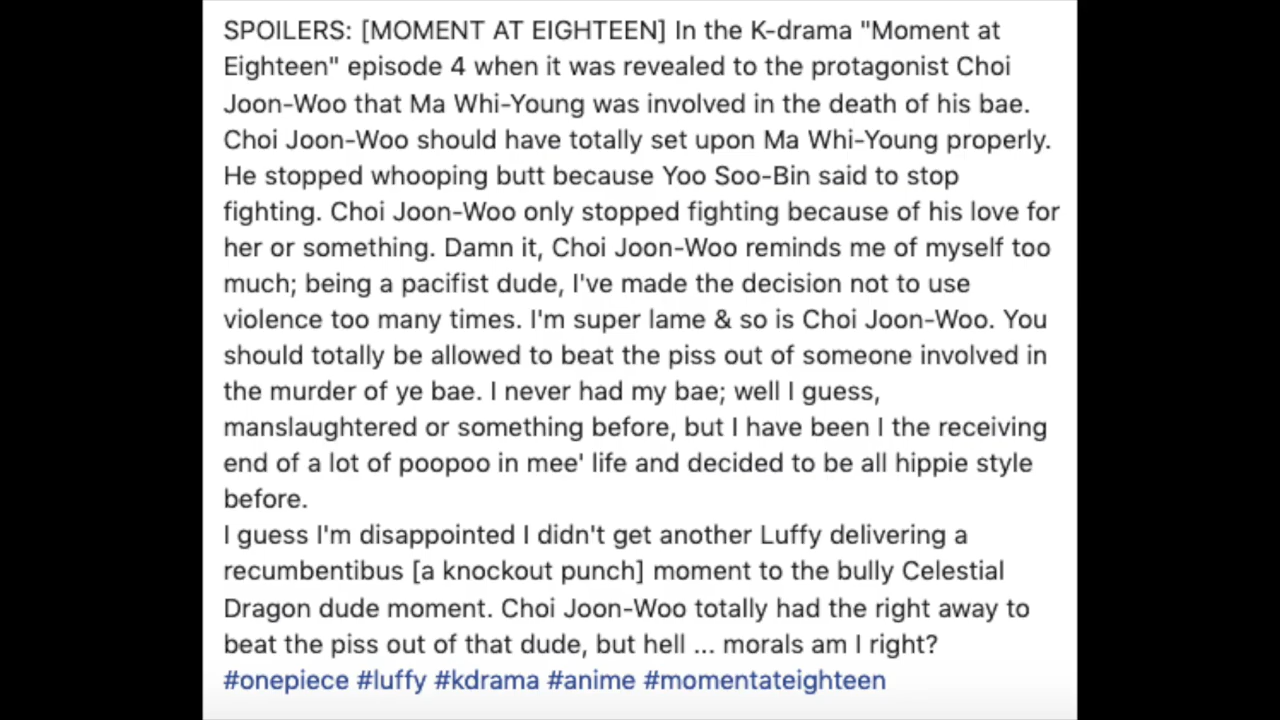 SPOILERS: [MOMENT AT EIGHTEEN] In the K-drama "Moment at
Eighteen" episode 4 when it was revealed to the protagonist Choi
Joon-Woo that Ma Whi-Young was involved in the death of his bae.
Choi Joon-Woo should have totally set upon Ma Whi-Young properly.
He stopped whooping butt because Yoo Soo-Bin said to stop
fighting. Choi Joon-Woo only stopped fighting because of his love for
her or something. Damn it, Choi Joon-Woo reminds me of myself too
much; being a pacifist dude, I've made the decision not to use
violence too many times. I'm super lame & so is Choi Joon-Woo. You
should totally be allowed to beat the piss out of someone involved in
the murder of ye bae. I never had my bae; well I guess,
manslaughtered or something before, but I have been I the receiving
end of a lot of poopoo in mee' life and decided to be all hippie style
before.
I guess I'm disappointed I didn't get another Luffy delivering a
recumbentibus [a knockout punch] moment to the bully Celestial
Dragon dude moment. Choi Joon-Woo totally had the right away to
beat the piss out of that dude, but hell ... morals am I right?
#onepiece #luffy #kdrama #anime #momentateighteen